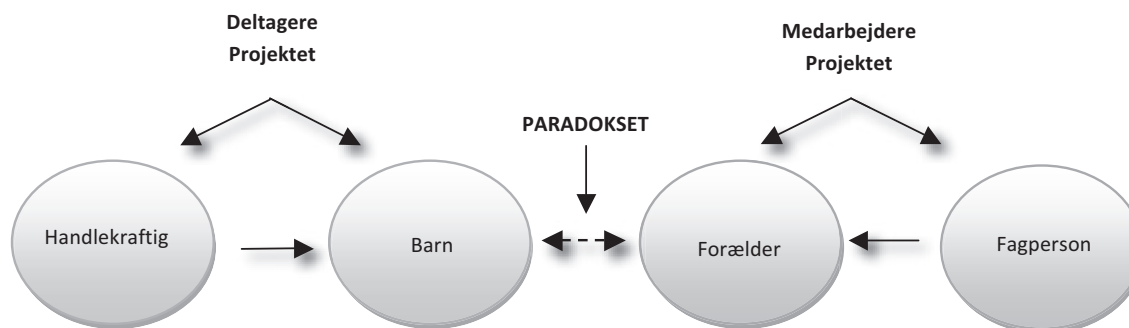 Deltagere
Projektet
Medarbejdere
Projektet
PARADOKSET
Handlekraftig
Barn
Forælder
Fagperson